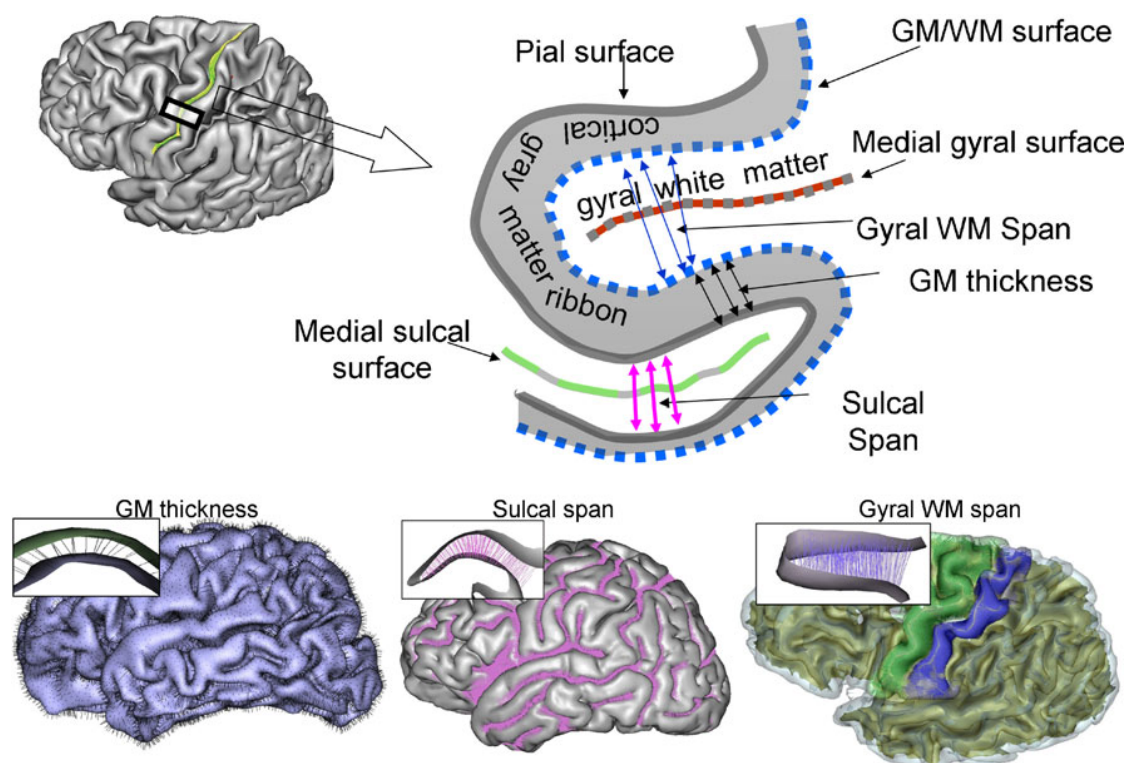 Pial surface
GM/WM surface
cortical
gray
matter
ribbon
gyral white matter
Medial gyral surface
Gyral WM Span
GM thickness
Medial sulcal
surface
Sulcal
Span
GM thickness
Sulcal span
Gyral WM span